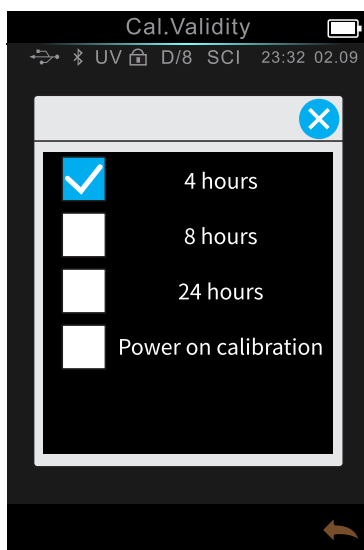 Cal.Validity
UV D/8 SCI 23:32 02.09
4 hours
8 hours
24 hours
Power on calibration